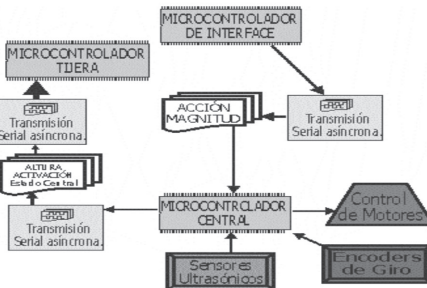 MICROCONTROLADOR
DE INTERFACE
MICROCONTROLADOR
TIJERA
Transmisión
Serial asíncrona.
ACCIÓN
MAGNITUD
Transmisión
Serial asíncrona.
ALTURA
ACTIVACIÓN
Estado Central
Transmisión
Serial asíncrona.
MICROCONTROLADOR
CENTRAL
Control
de Motores
Sensores
Ultrasónicos
Encoders
de Giro